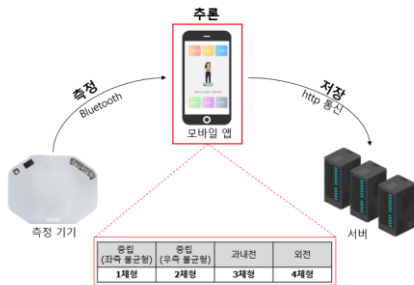 추론
측정
Bluetooth
저장
http 통신
모바일 앱
측정 기기
서버
중립
(좌측 불균형)
중립
(우측 불균형)
과내전
외전
1체형
2체형
3체형
4체형